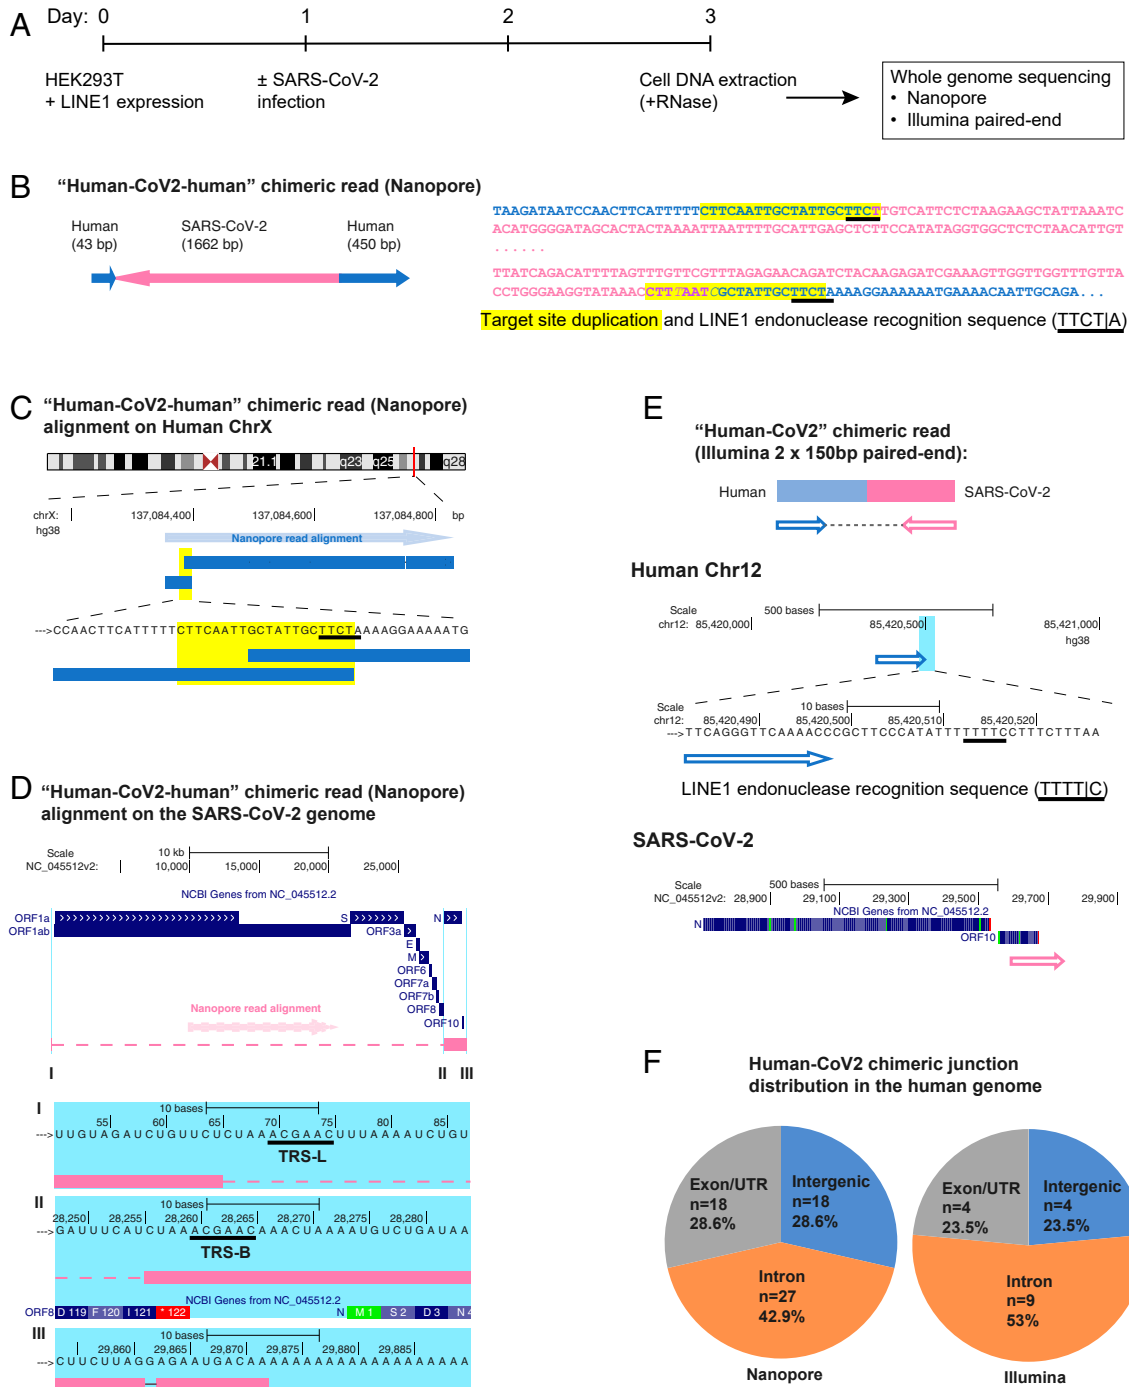 A
Day: 0 1 2 3
HEK293T
+ LINE1 expression
± SARS-CoV-2
infection
Cell DNA extraction
(+RNase)
Whole genome sequencing
• Nanopore
• Illumina paired-end
B
“Human-CoV2-human” chimeric read (Nanopore)
Human
(43 bp)
SARS-CoV-2
(1662 bp)
Human
(450 bp)
TAAGATAATCCAACTTCATTTTTCTTCAATTGCTATTGCTTCTTGTCATTCTCTAAGAAGCTATTAAATC
ACATGGGGATAGCACTACTAAAATTAATTTTGCATTGAGCTCTTCCATATAGGTGGCTCTCTAACATTGT
......
TTATCAGACATTTTAGTTTGTTCGTTTAGAGAACAGATCTACAAGAGATCGAAAGTTGGTTGGTTTGTTA
CCTGGGAAGGTATAAACCTTTAATCGCTATTGCTTCTAAAAGGAAAAAATGAAAACAATTGCAGA...
Target site duplication and LINE1 endonuclease recognition sequence (TTCT|A)
C
“Human-CoV2-human” chimeric read (Nanopore)
alignment on Human ChrX
21.1 q23 q25 q28
chrX: 137,084,400 137,084,600 137,084,800 bp
hg38
Nanopore read alignment
--->CCAACTTCATTTTTCTTCAATTGCTATTGCTTCTAAAAGGAAAAATG
D
“Human-CoV2-human” chimeric read (Nanopore)
alignment on the SARS-CoV-2 genome
Scale 10 kb
NC_045512v2: 10,000 15,000 20,000 25,000
NCBI Genes from NC_045512.2
ORF1a S N
ORF1ab ORF3a
E
M
ORF6
ORF7a
ORF7b
ORF8
ORF10
Nanopore read alignment
I II III
I
10 bases
55 60 65 70 75 80 85
--->UUGUAGAUCUGUUCUCUAAACGAACUUUAAAAUCUGU
TRS-L
II
10 bases
28,250 28,255 28,260 28,265 28,270 28,275 28,280
--->GAUUUCAUCUAAACGAACAAACUAAAAUGUCUGAUAA
TRS-B
NCBI Genes from NC_045512.2
ORF8 D 119 F 120 I 121 * 122 N M 1 S 2 D 3 N 4
III
10 bases
29,860 29,865 29,870 29,875 29,880 29,885
--->CUUCUUAGGAGAAUGACAAAAAAAAAAAAAAAAAAAA
E
“Human-CoV2” chimeric read
(Illumina 2 x 150bp paired-end):
Human SARS-CoV-2
Human Chr12
Scale 500 bases
chr12: 85,420,000 85,420,500 85,421,000
hg38
Scale 10 bases
chr12: 85,420,490 85,420,500 85,420,510 85,420,520
--->TTCAGGGTTCAAAACCCGCTTCCCATATTTTTTTTCCTTTCTTTAA
LINE1 endonuclease recognition sequence (TTTT|C)
SARS-CoV-2
Scale 500 bases
NC_045512v2: 28,900 29,100 29,300 29,500 29,700 29,900
NCBI Genes from NC_045512.2
N
ORF10
F
Human-CoV2 chimeric junction
distribution in the human genome
Exon/UTR
n=18
28.6%
Intergenic
n=18
28.6%
Intron
n=27
42.9%
Nanopore
Exon/UTR
n=4
23.5%
Intergenic
n=4
23.5%
Intron
n=9
53%
Illumina